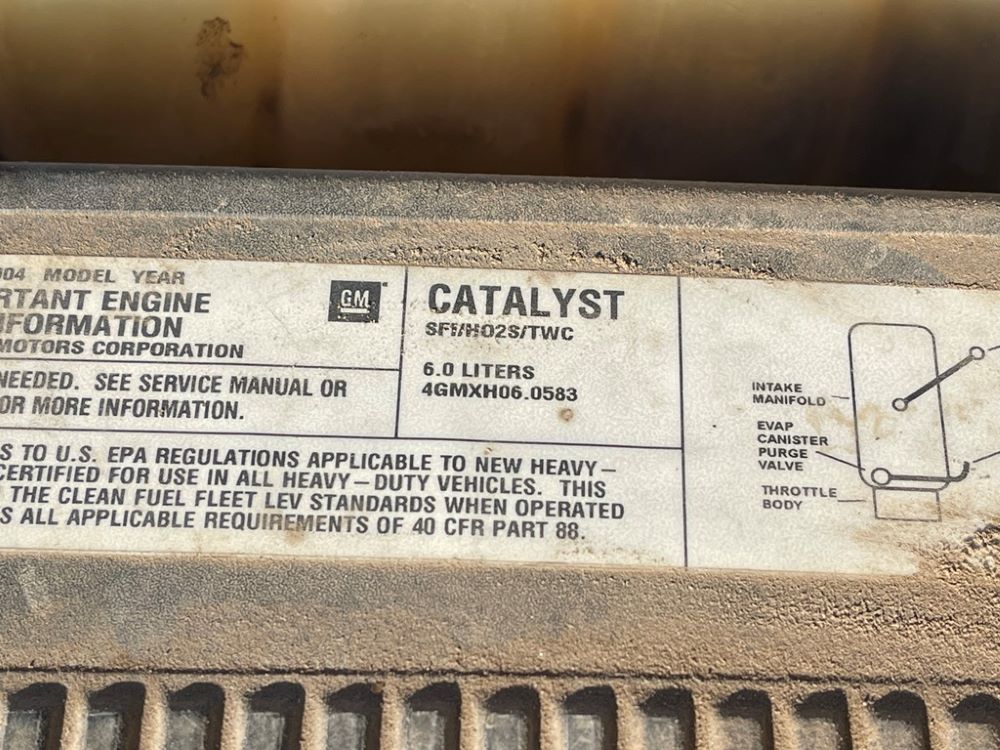 04 MODEL YEAR
RTANT ENGINE
FORMATION
MOTORS CORPORATION
GM
NEEDED. SEE SERVICE MANUAL OR
OR MORE INFORMATION.
CATALYST
SFI/HO2S/TWC
6.0 LITERS
4GMXH06.0583
S TO U.S. EPA REGULATIONS APPLICABLE TO NEW HEAVY-
CERTIFIED FOR USE IN ALL HEAVY-DUTY VEHICLES. THIS
THE CLEAN FUEL FLEET LEV STANDARDS WHEN OPERATED
S ALL APPLICABLE REQUIREMENTS OF 40 CFR PART 88.
INTAKE
MANIFOLD
EVAP
CANISTER
PURGE
VALVE
THROTTLE
BODY